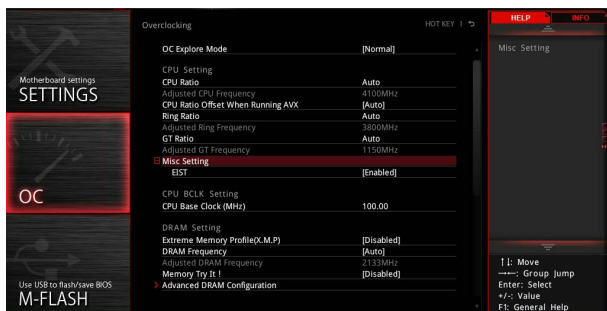 Overclocking
HOT KEY |
HELP
INFO
OC Explore Mode [Normal]
CPU Setting
CPU Ratio Auto
Adjusted CPU Frequency 4100MHz
CPU Ratio Offset When Running AVX [Auto]
Ring Ratio Auto
Adjusted Ring Frequency 3800MHz
GT Ratio Auto
Adjusted GT Frequency 1150MHz
Misc Setting
EIST [Enabled]
CPU BCLK Setting
CPU Base Clock (MHz) 100.00
DRAM Setting
Extreme Memory Profile(X.M.P) [Disabled]
DRAM Frequency [Auto]
Adjusted DRAM Frequency 2133MHz
Memory Try It ! [Disabled]
Advanced DRAM Configuration
Motherboard settings
SETTINGS
OC
Use USB to flash/save BIOS
M-FLASH
Misc Setting
↑↓: Move
→←: Group Jump
Enter: Select
+/-: Value
F1: General Help